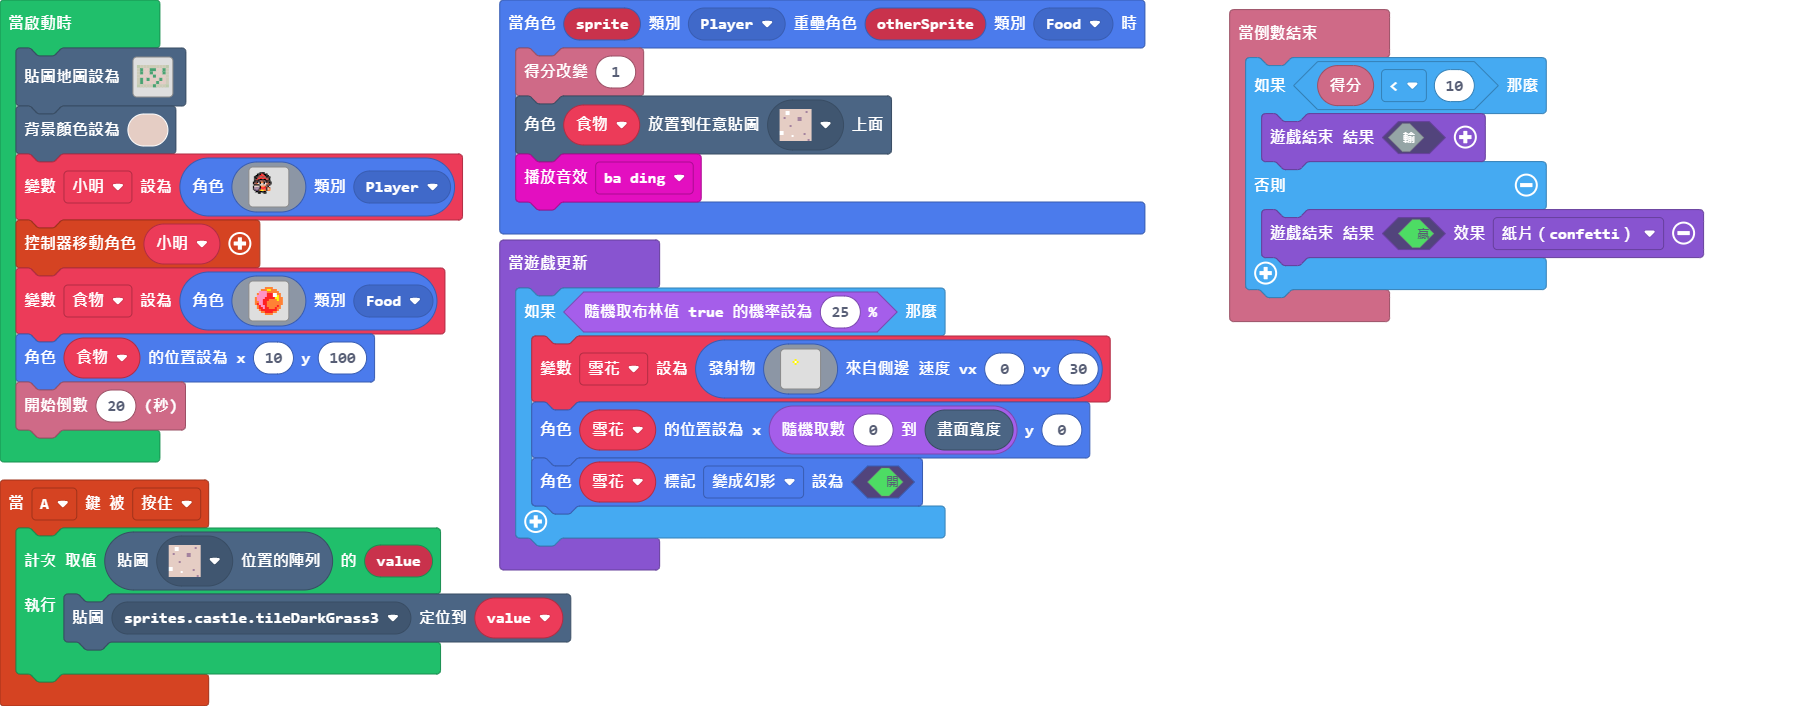 當啟動時
貼圖地圖設為
背景顏色設為
變數 小明 設為 角色 類別 Player
控制器移動角色 小明
變數 食物 設為 角色 類別 Food
角色 食物 的位置設為 x 10 y 100
開始倒數 20 (秒)
當 A 鍵 被 按住
計次 取值 貼圖 位置的陣列 的 value
執行 貼圖 sprites.castle.tileDarkGrass3 定位到 value
當角色 sprite 類別 Player 重疊角色 otherSprite 類別 Food 時
得分改變 1
角色 食物 放置到任意貼圖 上面
播放音效 ba ding
當遊戲更新
如果 隨機取布林值 true 的機率設為 25 % 那麼
變數 雪花 設為 發射物 來自側邊 速度 vx 0 vy 30
角色 雪花 的位置設為 x 隨機取數 0 到 畫面寬度 y 0
角色 雪花 標記 變成幻影 設為 開
當倒數結束
如果 得分 < 10 那麼
遊戲結束 結果 輸
否則
遊戲結束 結果 贏 效果 紙片 (confetti)